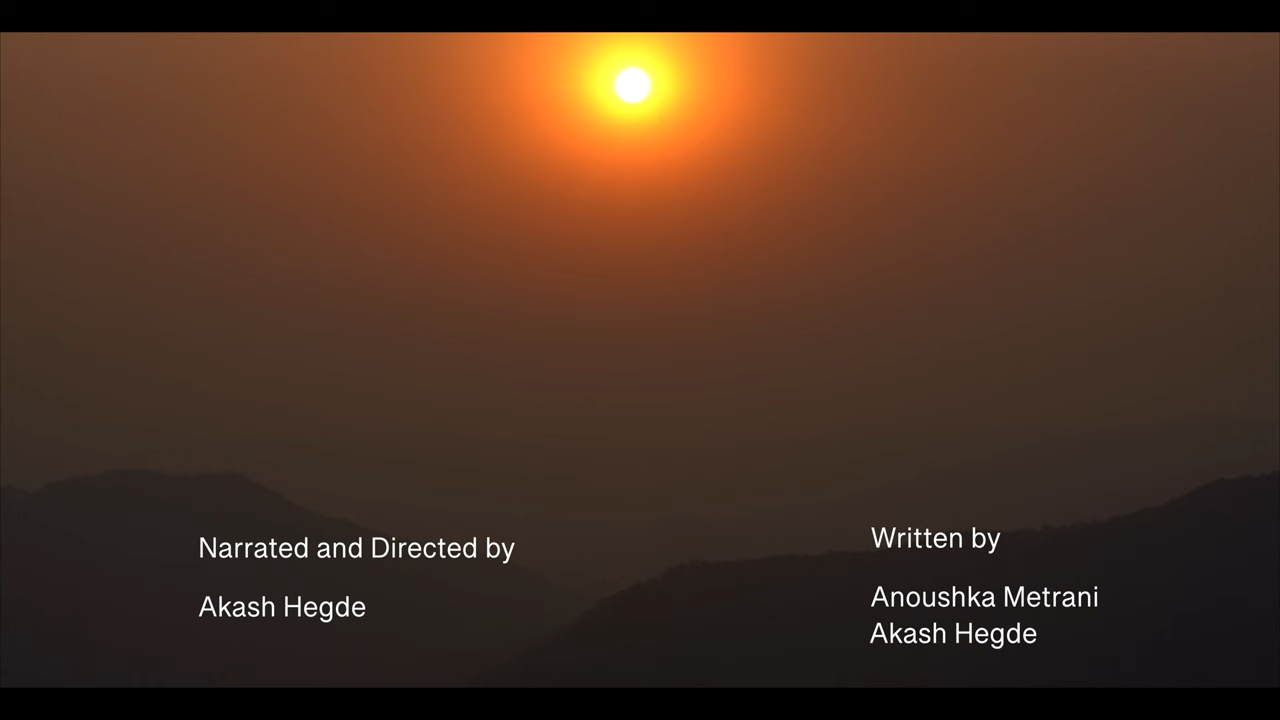 Narrated and Directed by
Akash Hegde
Written by
Anoushka Metrani
Akash Hegde